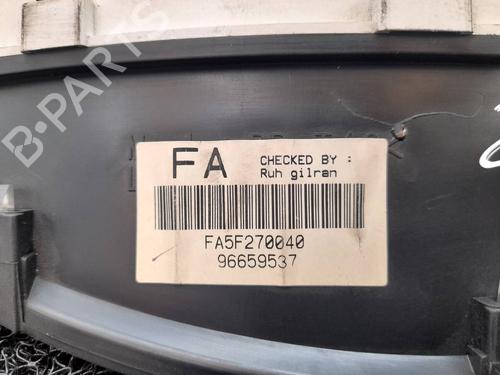 B-PARTS
FA CHECKED BY :
Ruh gilran
FA5F270040
96659537